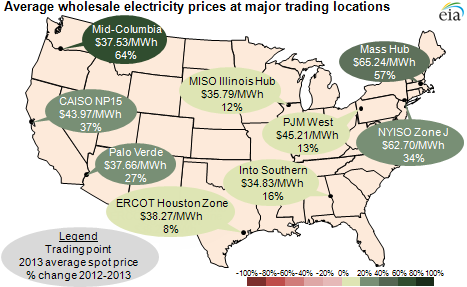 Average wholesale electricity prices at major trading locations
eia
Mid-Columbia
$37.53/MWh
64%
Mass Hub
$65.24/MWh
57%
MISO Illinois Hub
$35.79/MWh
12%
CAISO NP15
$43.97/MWh
37%
PJM West
$45.21/MWh
13%
NYISO Zone J
$62.70/MWh
34%
Palo Verde
$37.66/MWh
27%
Into Southern
$34.83/MWh
16%
ERCOT Houston Zone
$38.27/MWh
8%
Legend
Trading point
2013 average spot price
% change 2012-2013
-100% -80% -60% -40% -20% 0% 20% 40% 60% 80% 100%